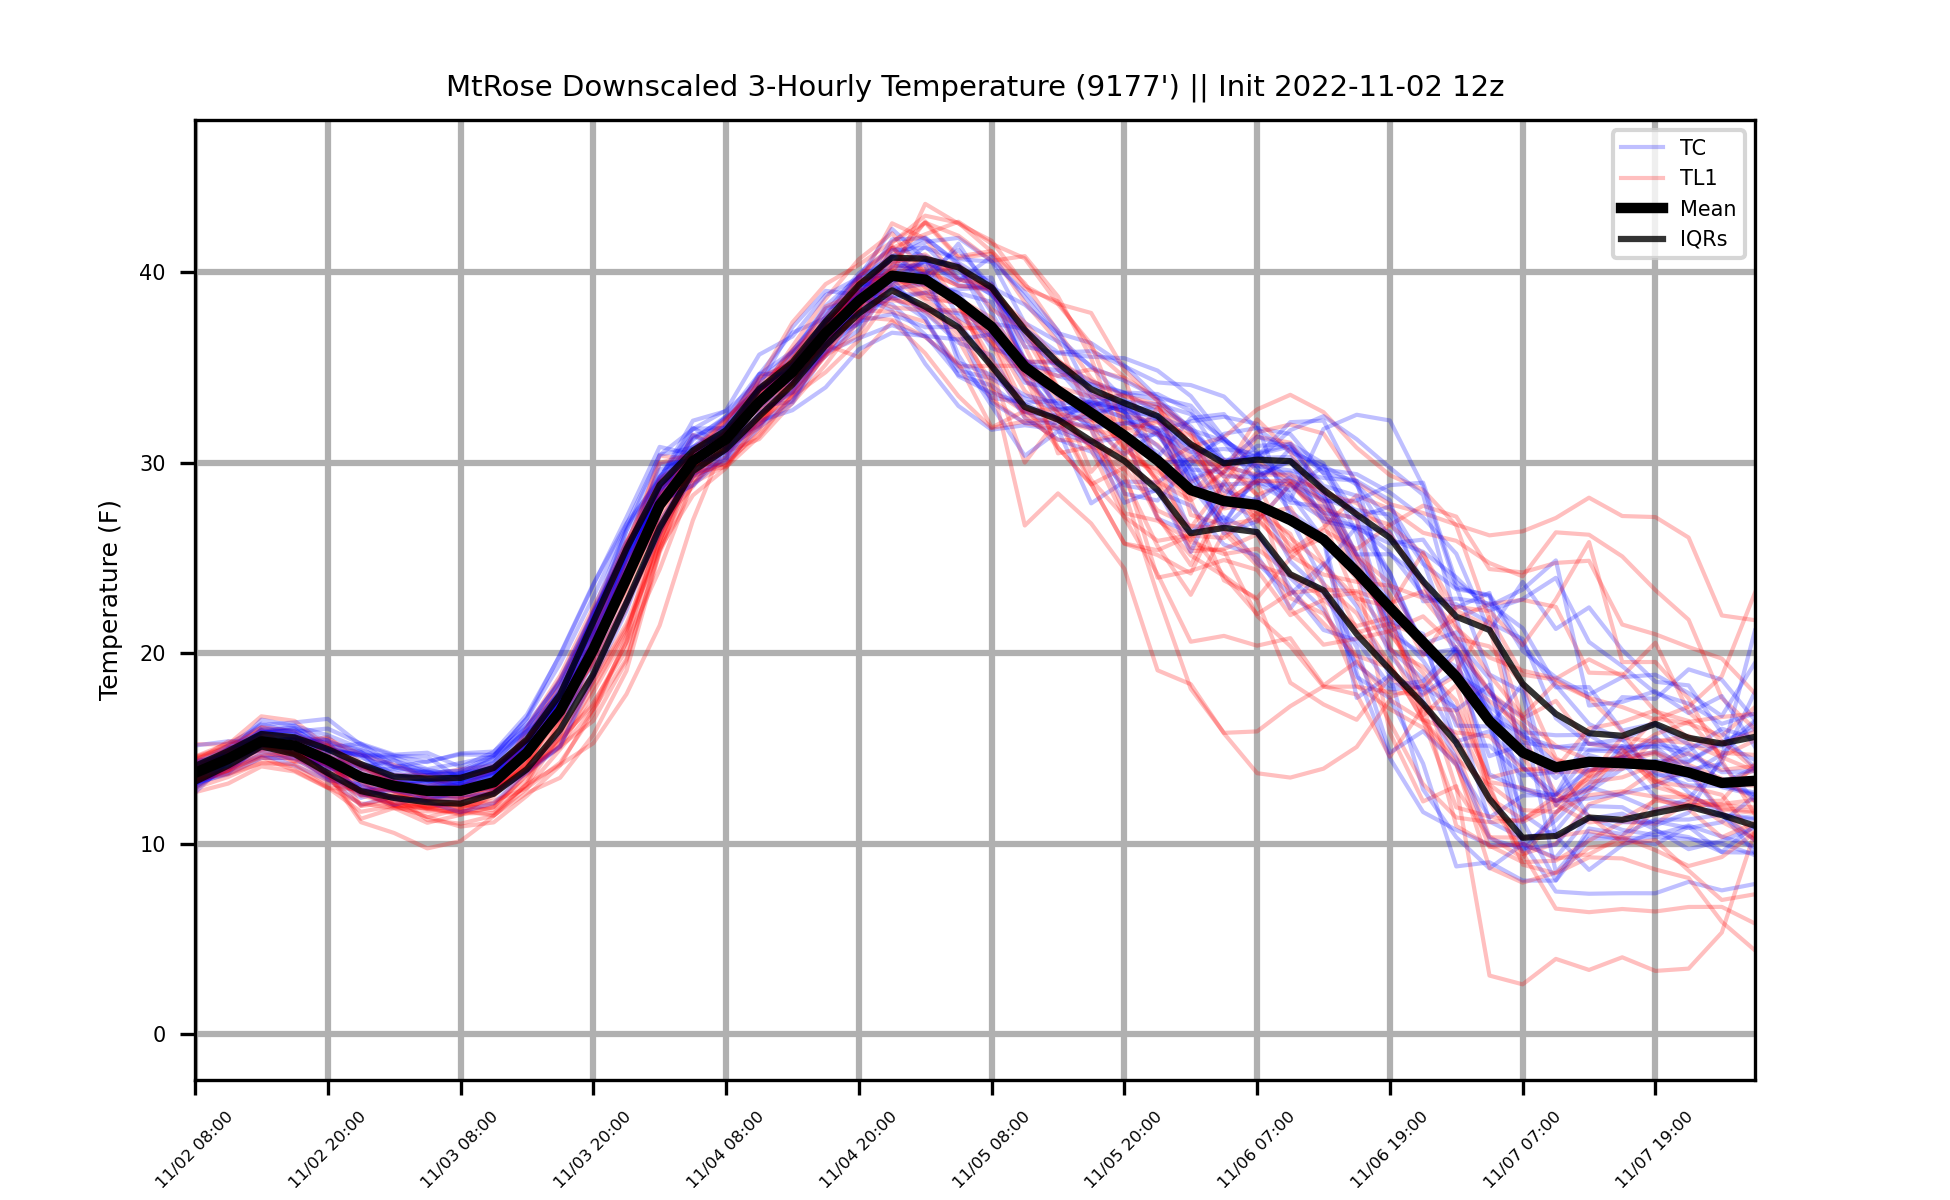 MtRose Downscaled 3-Hourly Temperature (9177') || Init 2022-11-02 12z
TC
TL1
Mean
IQRs
Temperature (F)
40
30
20
10
0
11/02 08:00
11/02 20:00
11/03 08:00
11/03 20:00
11/04 08:00
11/04 20:00
11/05 08:00
11/05 20:00
11/06 07:00
11/06 19:00
11/07 07:00
11/07 19:00